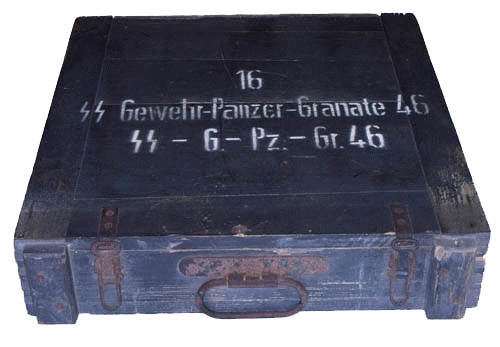 16
SS Gewehr-Panzer-Granate 46
SS - G.- Pz.- Gr. 46